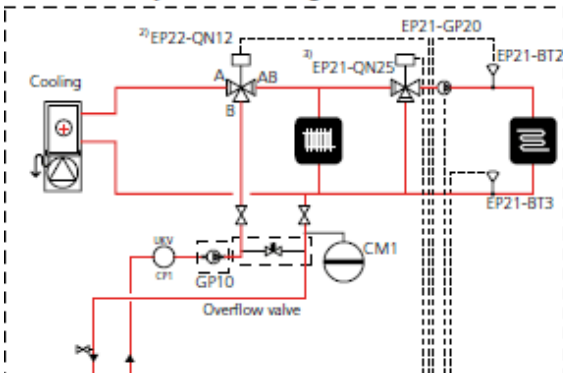 EP21-GP20
2)EP22-QN12
EP21-BT2
3)EP21-QN25
Cooling
A
AB
B
EP21-BT3
UKV
CP1
GP10
CM1
Overflow valve